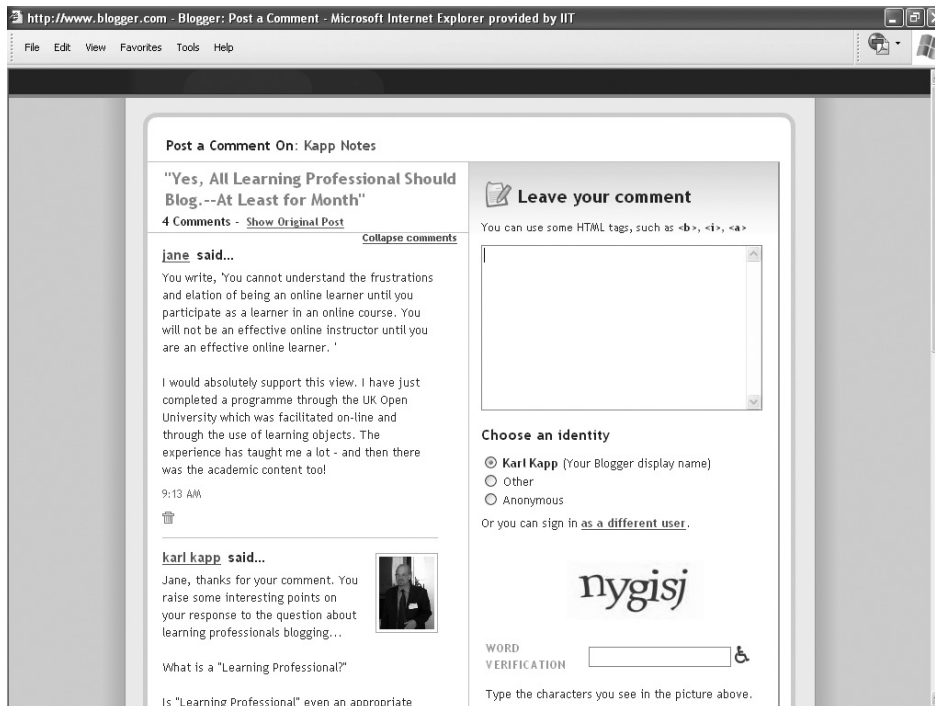 http://www.blogger.com - Blogger: Post a Comment - Microsoft Internet Explorer provided by IIT
File Edit View Favorites Tools Help
Post a Comment On: Kapp Notes
"Yes, All Learning Professional Should
Blog.--At Least for Month"
4 Comments - Show Original Post
Collapse comments
jane said...
You write, 'You cannot understand the frustrations
and elation of being an online learner until you
participate as a learner in an online course. You
will not be an effective online instructor until you
are an effective online learner. '
I would absolutely support this view. I have just
completed a programme through the UK Open
University which was facilitated on-line and
through the use of learning objects. The
experience has taught me a lot - and then there
was the academic content too!
9:13 AM
karl kapp said...
Jane, thanks for your comment. You
raise some interesting points on
your response to the question about
learning professionals blogging...
What is a "Learning Professional?"
Is "Learning Professional" even an appropriate
Leave your comment
You can use some HTML tags, such as <b>, <i>, <a>
Choose an identity
Karl Kapp (Your Blogger display name)
Other
Anonymous
Or you can sign in as a different user.
nygisj
WORD
VERIFICATION
Type the characters you see in the picture above.